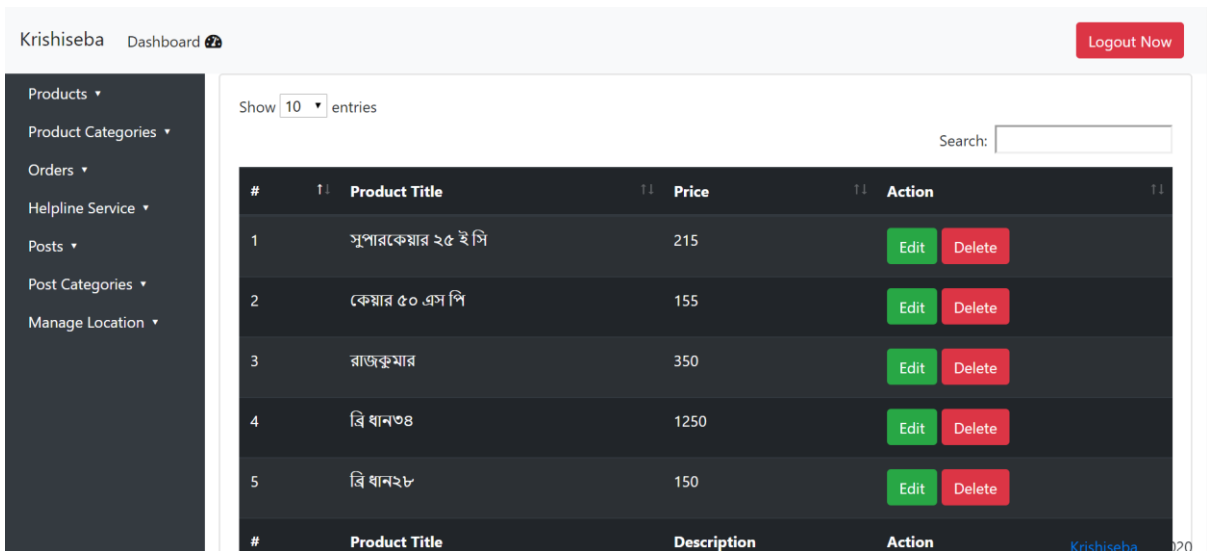 Krishiseba Dashboard Logout Now
Products
Product Categories
Orders
Helpline Service
Posts
Post Categories
Manage Location
Show 10 entries
Search:
# Product Title Price Action
1 সুপারকেয়ার ২৫ ই সি 215 Edit Delete
2 কেয়ার ৫০ এস পি 155 Edit Delete
3 রাজকুমার 350 Edit Delete
4 ব্রি ধান৩৪ 1250 Edit Delete
5 ব্রি ধান২৮ 150 Edit Delete
# Product Title Description Action
Krishiseba